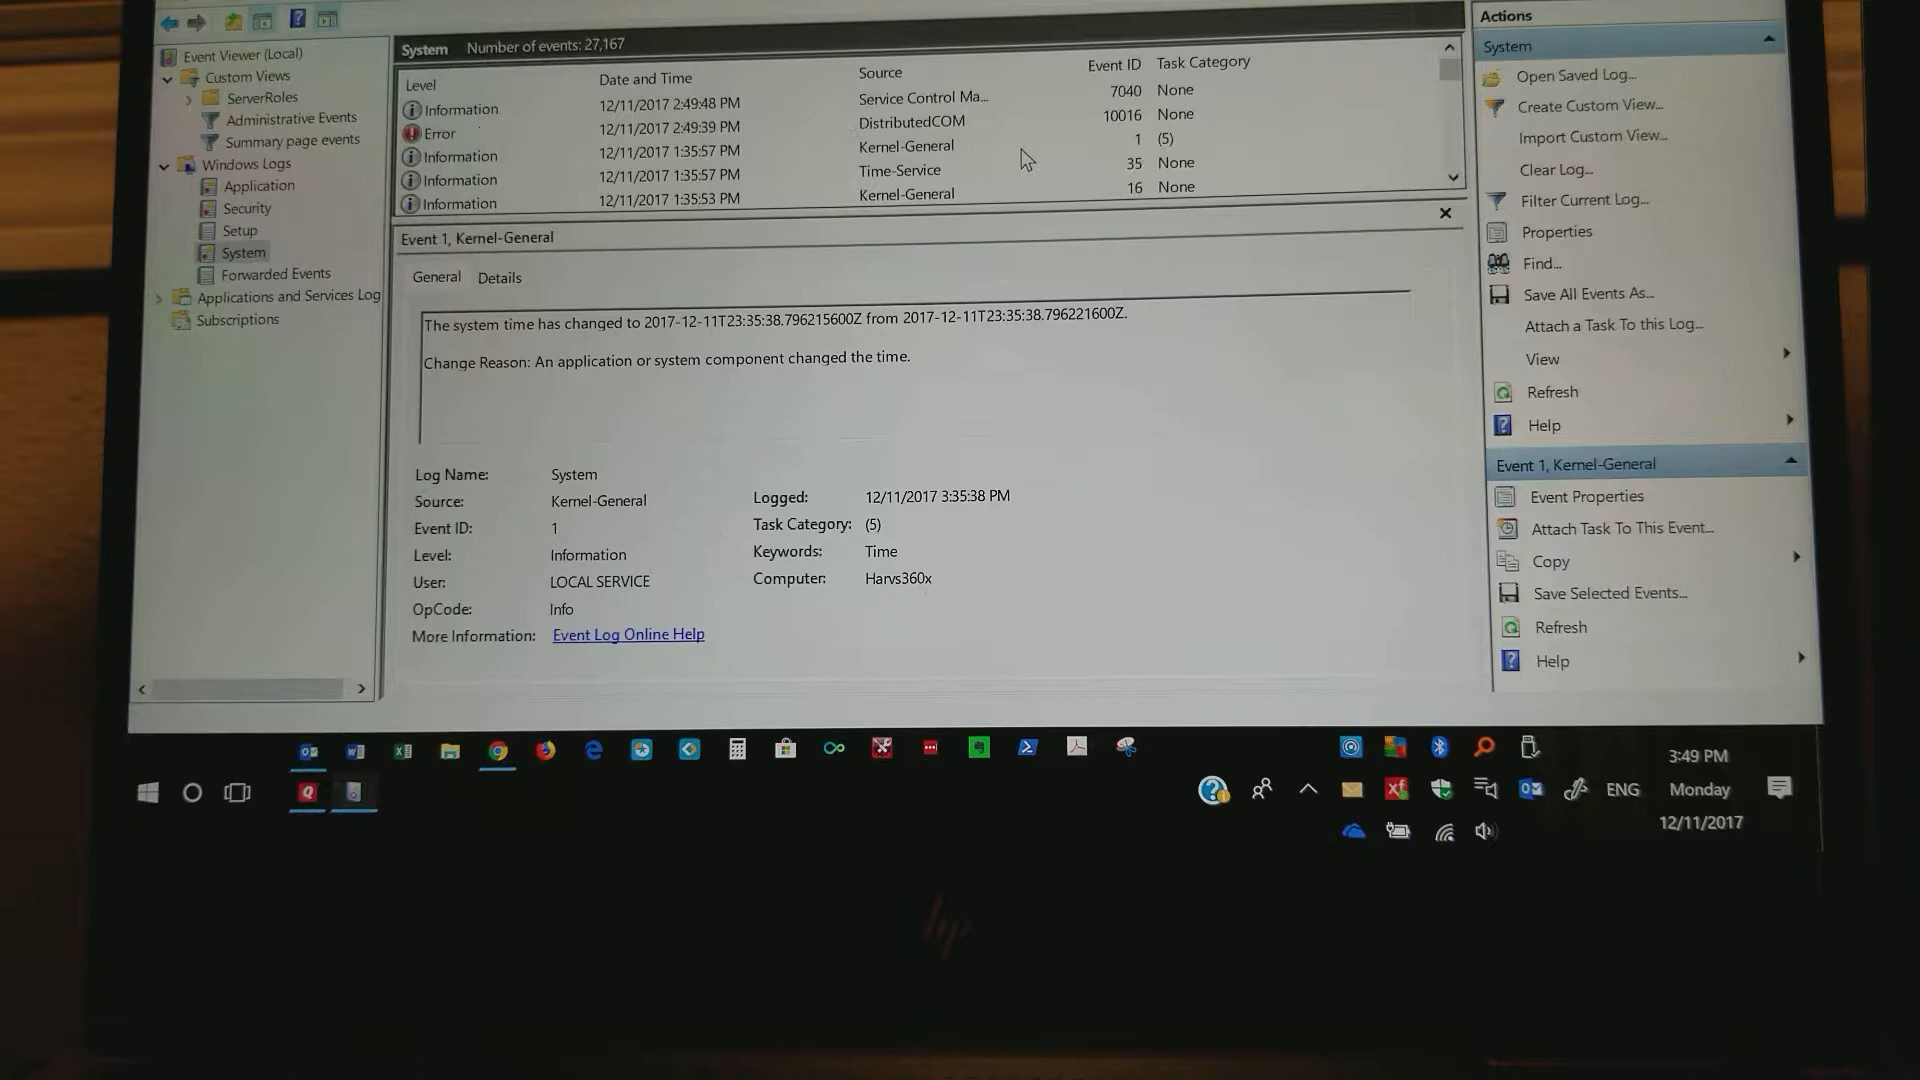 Event Viewer (Local)
Custom Views
ServerRoles
Administrative Events
Summary page events
Windows Logs
Application
Security
Setup
System
Forwarded Events
Applications and Services Log
Subscriptions
System Number of events: 27,167
Level Date and Time Source Event ID Task Category
Information 12/11/2017 2:49:48 PM Service Control Ma... 7040 None
Error 12/11/2017 2:49:39 PM DistributedCOM 10016 None
Information 12/11/2017 1:35:57 PM Kernel-General 1 (5)
Information 12/11/2017 1:35:57 PM Time-Service 35 None
Information 12/11/2017 1:35:53 PM Kernel-General 16 None
Event 1, Kernel-General
General Details
The system time has changed to 2017-12-11T23:35:38.796215600Z from 2017-12-11T23:35:38.796221600Z.
Change Reason: An application or system component changed the time.
Log Name: System
Source: Kernel-General Logged: 12/11/2017 3:35:38 PM
Event ID: 1 Task Category: (5)
Level: Information Keywords: Time
User: LOCAL SERVICE Computer: Harvs360x
OpCode: Info
More Information: Event Log Online Help
Actions
System
Open Saved Log...
Create Custom View...
Import Custom View...
Clear Log...
Filter Current Log...
Properties
Find...
Save All Events As...
Attach a Task To this Log...
View
Refresh
Help
Event 1, Kernel-General
Event Properties
Attach Task To This Event...
Copy
Save Selected Events...
Refresh
Help
3:49 PM
ENG Monday
12/11/2017
hp